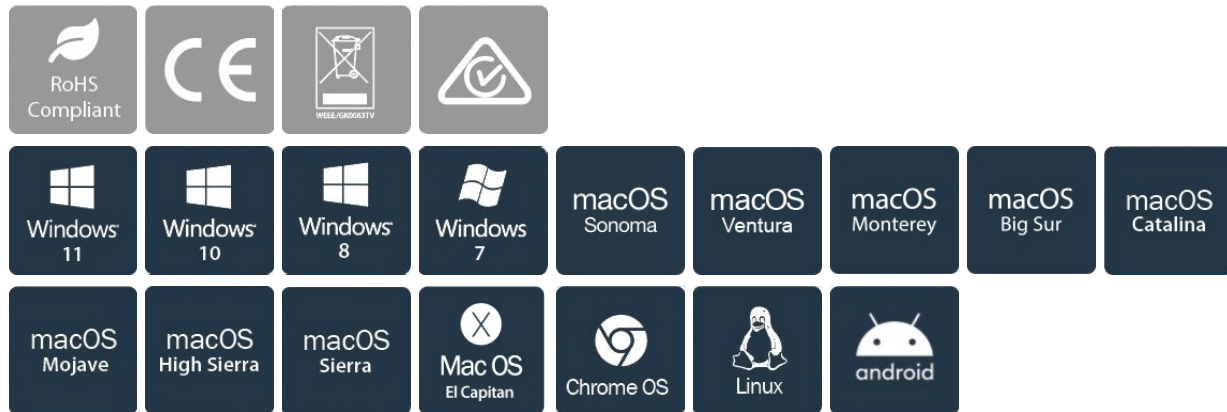 RoHS
Compliant
CE
WEEE/GK0083TV
Windows
11
Windows
10
Windows
8
Windows
7
macOS
Sonoma
macOS
Ventura
macOS
Monterey
macOS
Big Sur
macOS
Catalina
macOS
Mojave
macOS
High Sierra
macOS
Sierra
X
Mac OS
El Capitan
Chrome OS
Linux
android